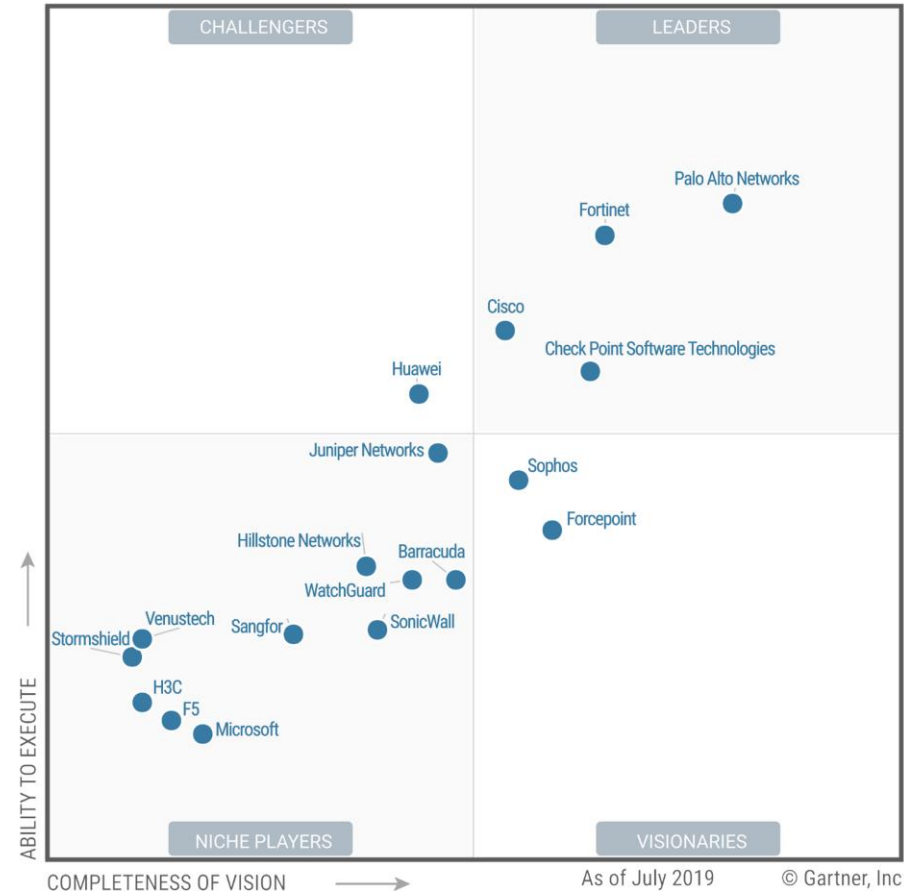 CHALLENGERS
LEADERS
Palo Alto Networks
Fortinet
Cisco
Check Point Software Technologies
Huawei
Juniper Networks
Sophos
Forcepoint
Hillstone Networks
Barracuda
WatchGuard
Venustech
Sangfor
SonicWall
Stormshield
H3C
F5
Microsoft
ABILITY TO EXECUTE
NICHE PLAYERS
VISIONARIES
COMPLETENESS OF VISION
As of July 2019
© Gartner, Inc